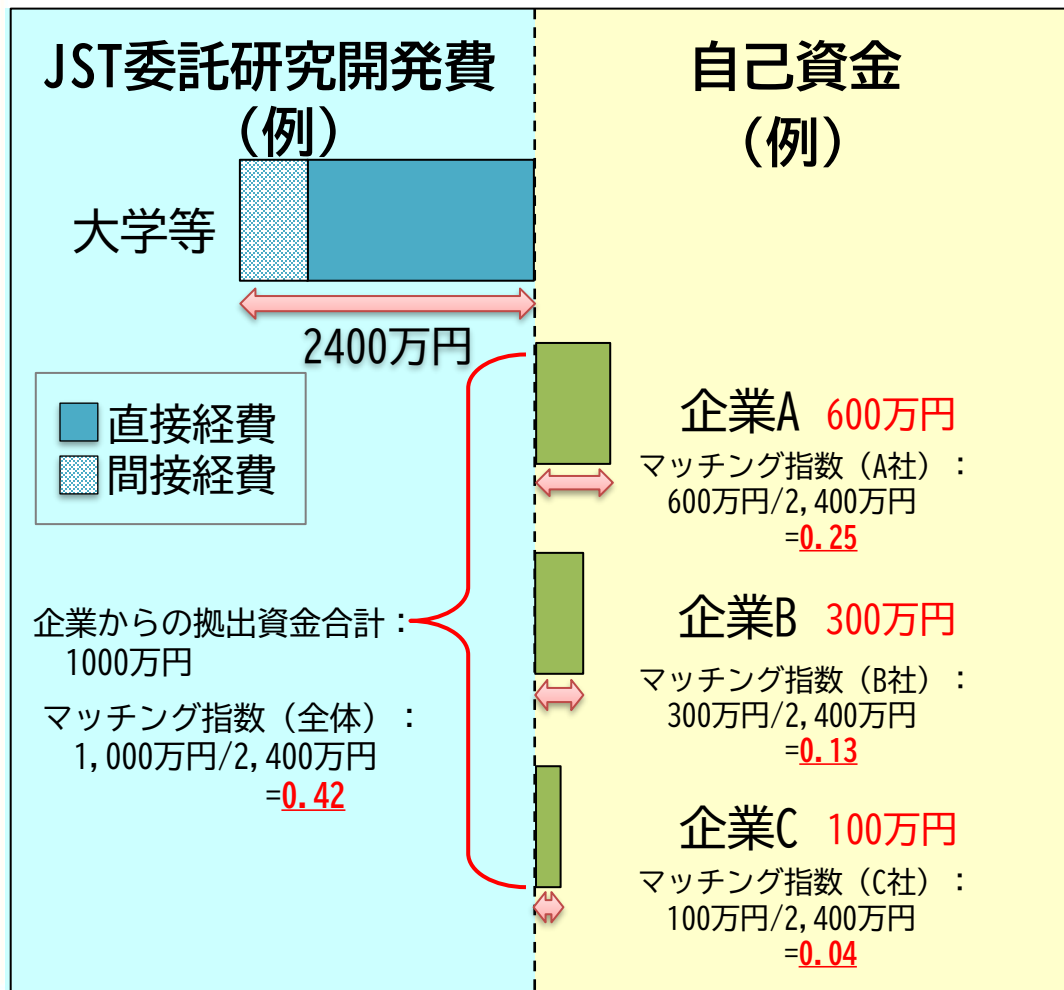 JST委託研究開発費
(例)
大学等
2400万円
直接経費
間接経費
企業からの拠出資金合計：
1000万円
マッチング指数（全体）：
1,000万円/2,400万円
=0.42
自己資金
(例)
企業A 600万円
マッチング指数（A社）：
600万円/2,400万円
=0.25
企業B 300万円
マッチング指数（B社）：
300万円/2,400万円
=0.13
企業C 100万円
マッチング指数（C社）：
100万円/2,400万円
=0.04